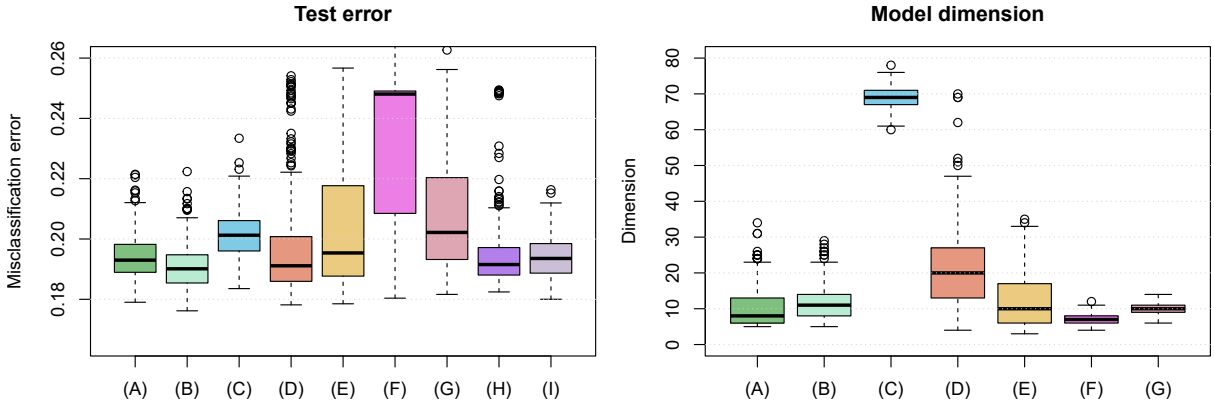 Test error
Misclassification error
0.26
0.24
0.22
0.20
0.18
(A) (B) (C) (D) (E) (F) (G) (H) (I)
Model dimension
Dimension
80
70
60
50
40
30
20
10
0
(A) (B) (C) (D) (E) (F) (G)